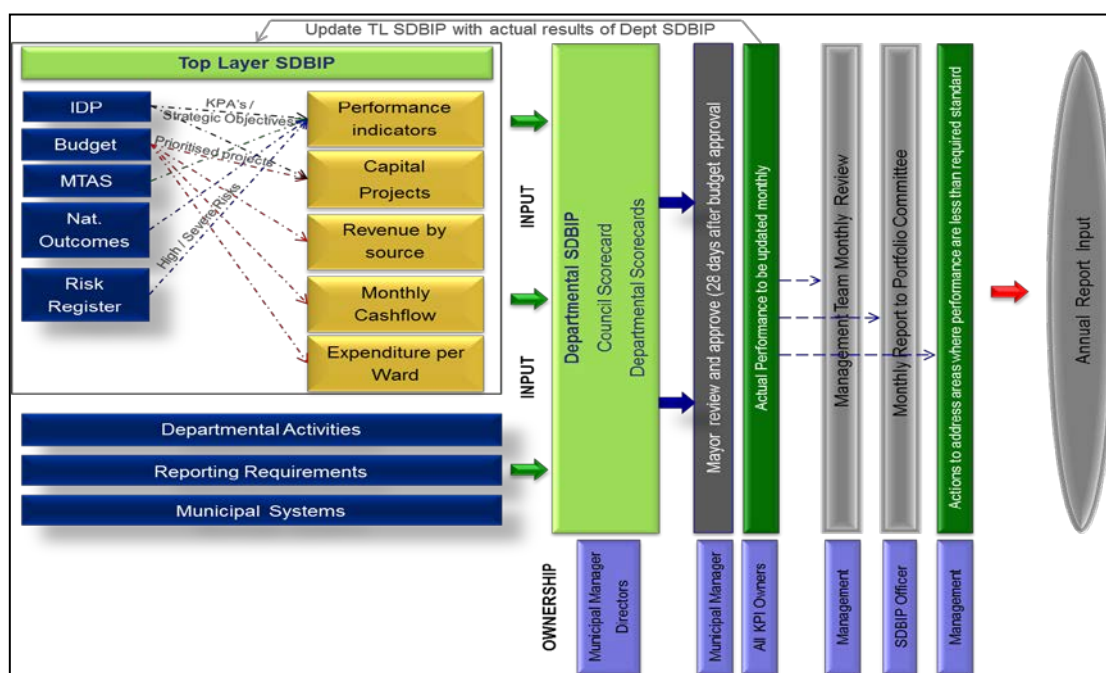 Update TL SDBIP with actual results of Dept SDBIP
Top Layer SDBIP
IDP
Budget
MTAS
Nat.
Outcomes
Risk
Register
KPA's /
Strategic Objectives
Prioritised projects
High / Severe Risks
Performance
indicators
Capital
Projects
Revenue by
source
Monthly
Cashflow
Expenditure per
Ward
Departmental Activities
Reporting Requirements
Municipal Systems
INPUT
INPUT
Departmental SDBIP
Council Scorecard
Departmental Scorecards
Mayor review and approve (28 days after budget approval
Actual Performance to be updated monthly
Management Team Monthly Review
Monthly Report to Portfolio Committee
Actions to address areas where performance are less than required standard
Annual Report Input
OWNERSHIP
Municipal Manager
Directors
Municipal Manager
All KPI Owners
Management
SDBIP Officer
Management